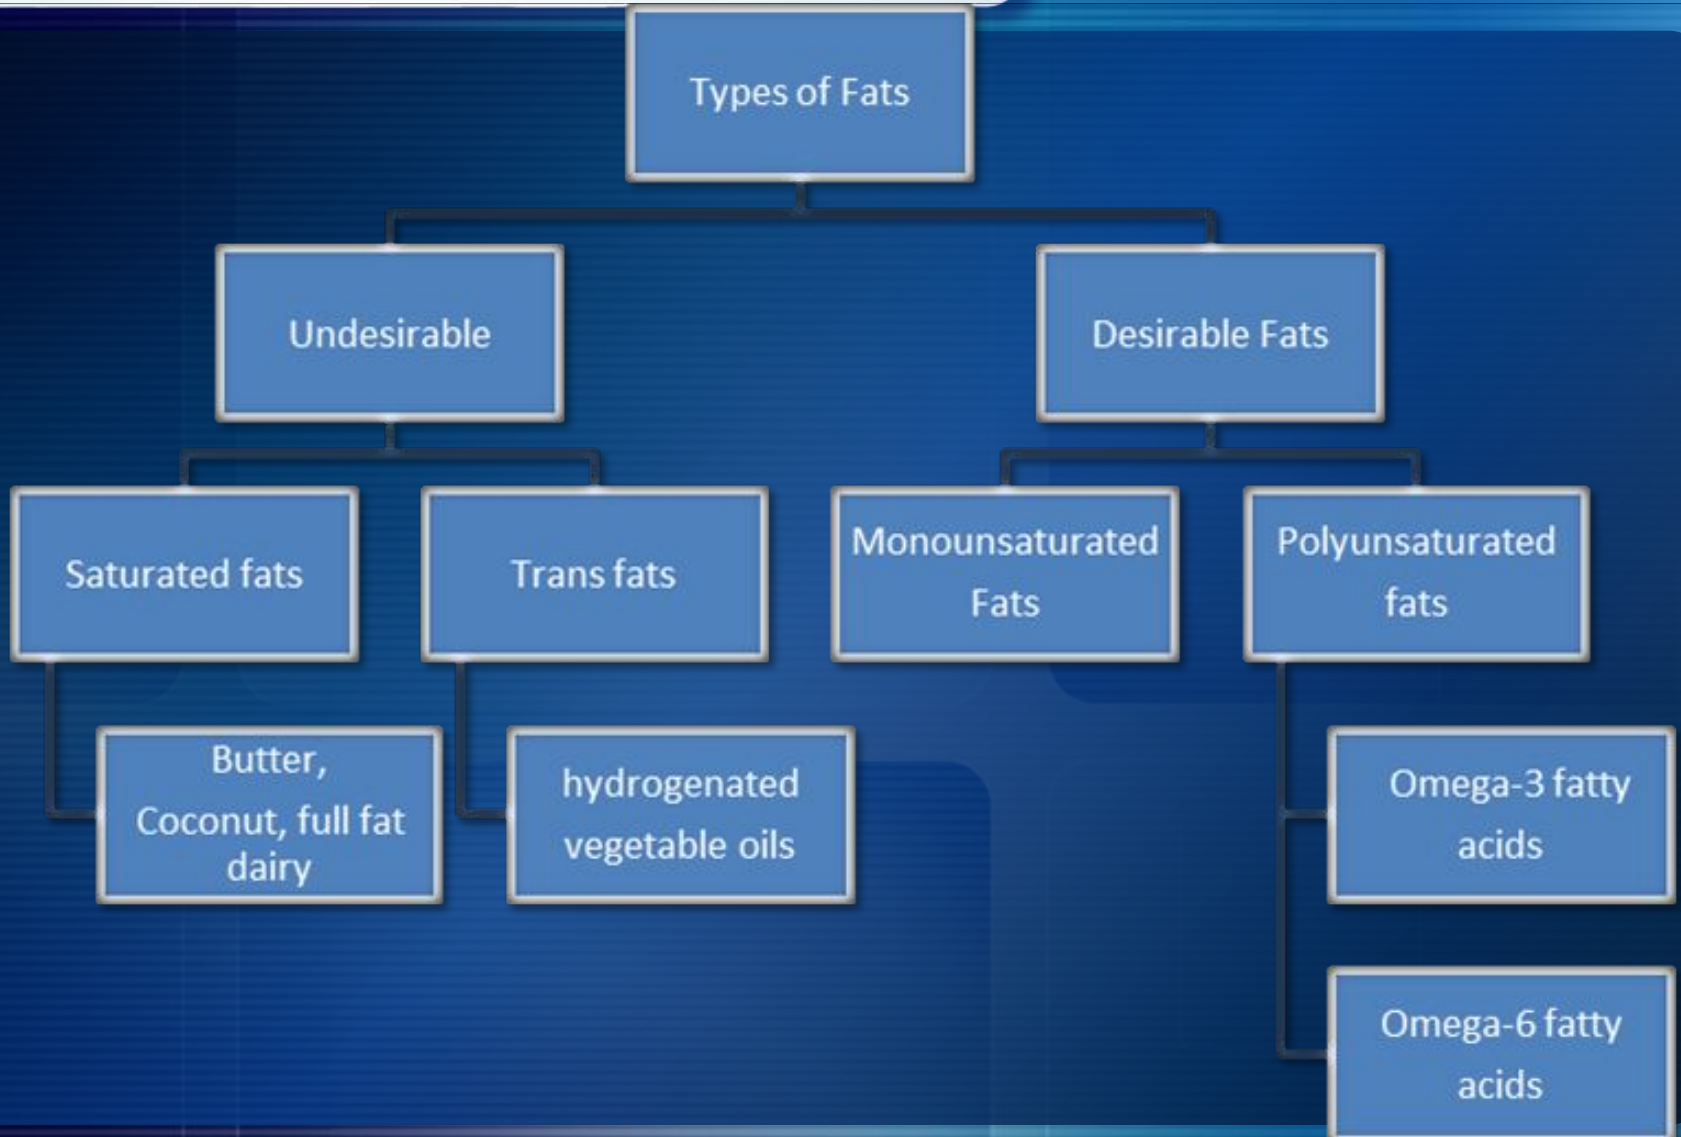 Types of Fats
Undesirable
Desirable Fats
Saturated fats
Trans fats
Monounsaturated
Fats
Polyunsaturated
fats
Butter,
Coconut, full fat
dairy
hydrogenated
vegetable oils
Omega-3 fatty
acids
Omega-6 fatty
acids